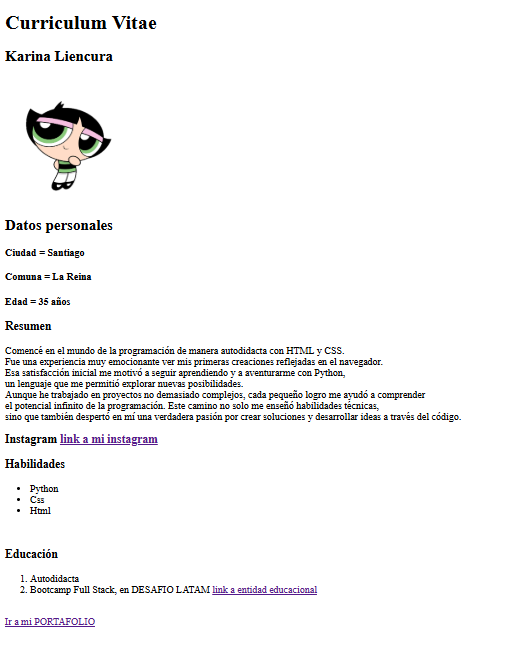 Curriculum Vitae
Karina Liencura
Datos personales
Ciudad = Santiago
Comuna = La Reina
Edad = 35 años
Resumen
Comencé en el mundo de la programación de manera autodidacta con HTML y CSS.
Fue una experiencia muy emocionante ver mis primeras creaciones reflejadas en el navegador.
Esa satisfacción inicial me motivó a seguir aprendiendo y a aventurarme con Python,
un lenguaje que me permitió explorar nuevas posibilidades.
Aunque he trabajado en proyectos no demasiado complejos, cada pequeño logro me ayudó a comprender
el potencial infinito de la programación. Este camino no solo me enseñó habilidades técnicas,
sino que también despertó en mí una verdadera pasión por crear soluciones y desarrollar ideas a través del código.
Instagram link a mi instagram
Habilidades
• Python
• Css
• Html
Educación
1. Autodidacta
2. Bootcamp Full Stack, en DESAFIO LATAM link a entidad educacional
Ir a mi PORTAFOLIO